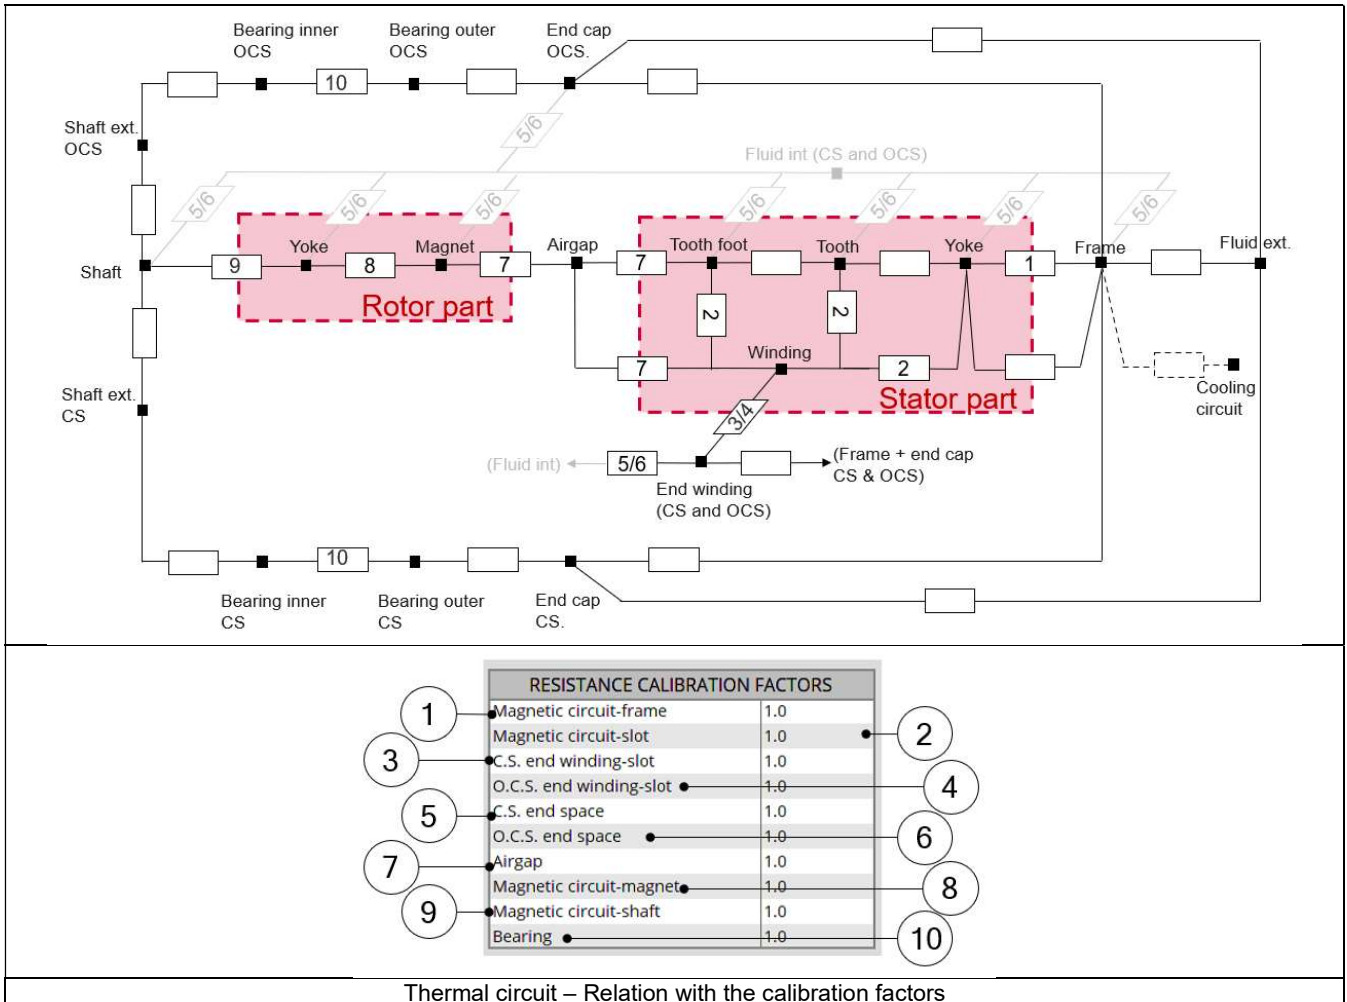 Bearing inner
OCS
Bearing outer
OCS
End cap
OCS.
10
Shaft ext.
OCS
5/6
Fluid int (CS and OCS)
5/6
5/6
5/6
5/6
5/6
5/6
5/6
Shaft
9
Yoke
8
Magnet
7
Airgap
7
Tooth foot
Tooth
Yoke
1
Frame
Fluid ext.
Rotor part
2
2
Winding
7
2
Stator part
Cooling
circuit
Shaft ext.
CS
3/4
(Fluid int)
5/6
(Frame + end cap
CS & OCS)
End winding
(CS and OCS)
10
Bearing inner
CS
Bearing outer
CS
End cap
CS.
RESISTANCE CALIBRATION FACTORS
1
Magnetic circuit-frame 1.0
Magnetic circuit-slot 1.0
2
3
C.S. end winding-slot 1.0
O.C.S. end winding-slot 1.0
4
5
C.S. end space 1.0
O.C.S. end space 1.0
6
7
Airgap 1.0
Magnetic circuit-magnet 1.0
8
9
Magnetic circuit-shaft 1.0
Bearing 1.0
10
Thermal circuit – Relation with the calibration factors